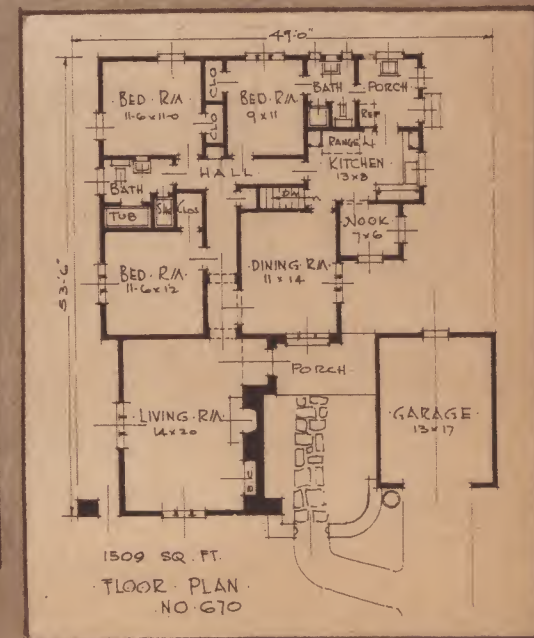 49'-0"
BED·R/M
11-6x11-0
CLO
CLO
BED·R/M
9x11
BATH
PORCH
REF
RANGE
KITCHEN
13x8
HALL
BATH
TUB
SH
CLOS
DN
NOOK
7x6
BED·R/M
11-6x12
DINING·R/M
11x14
53'-6"
PORCH
LIVING·R/M
14x20
GARAGE
13x17
B.C.
1509 SQ. FT.
FLOOR·PLAN
NO·670